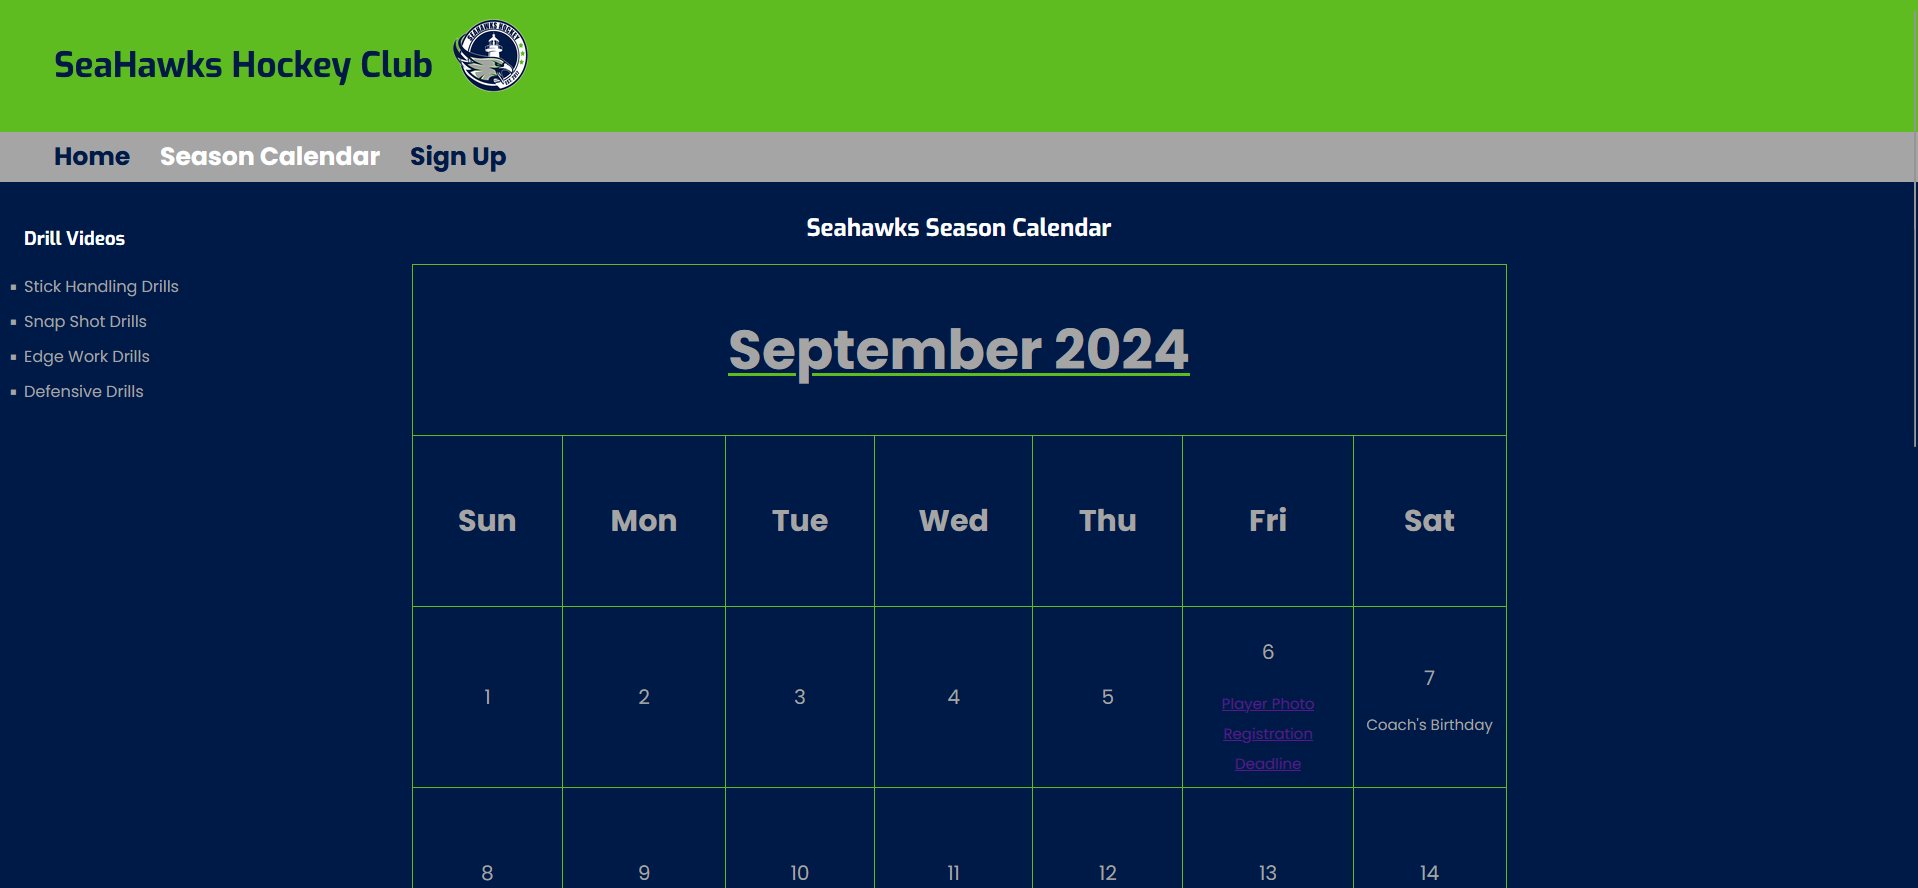 SeaHawks Hockey Club
SEAHAWKS HOCKEY
Home Season Calendar Sign Up
Drill Videos
Stick Handling Drills
Snap Shot Drills
Edge Work Drills
Defensive Drills
Seahawks Season Calendar
September 2024
Sun Mon Tue Wed Thu Fri Sat
1 2 3 4 5 6 7
Player Photo
Registration
Deadline
Coach's Birthday
8 9 10 11 12 13 14